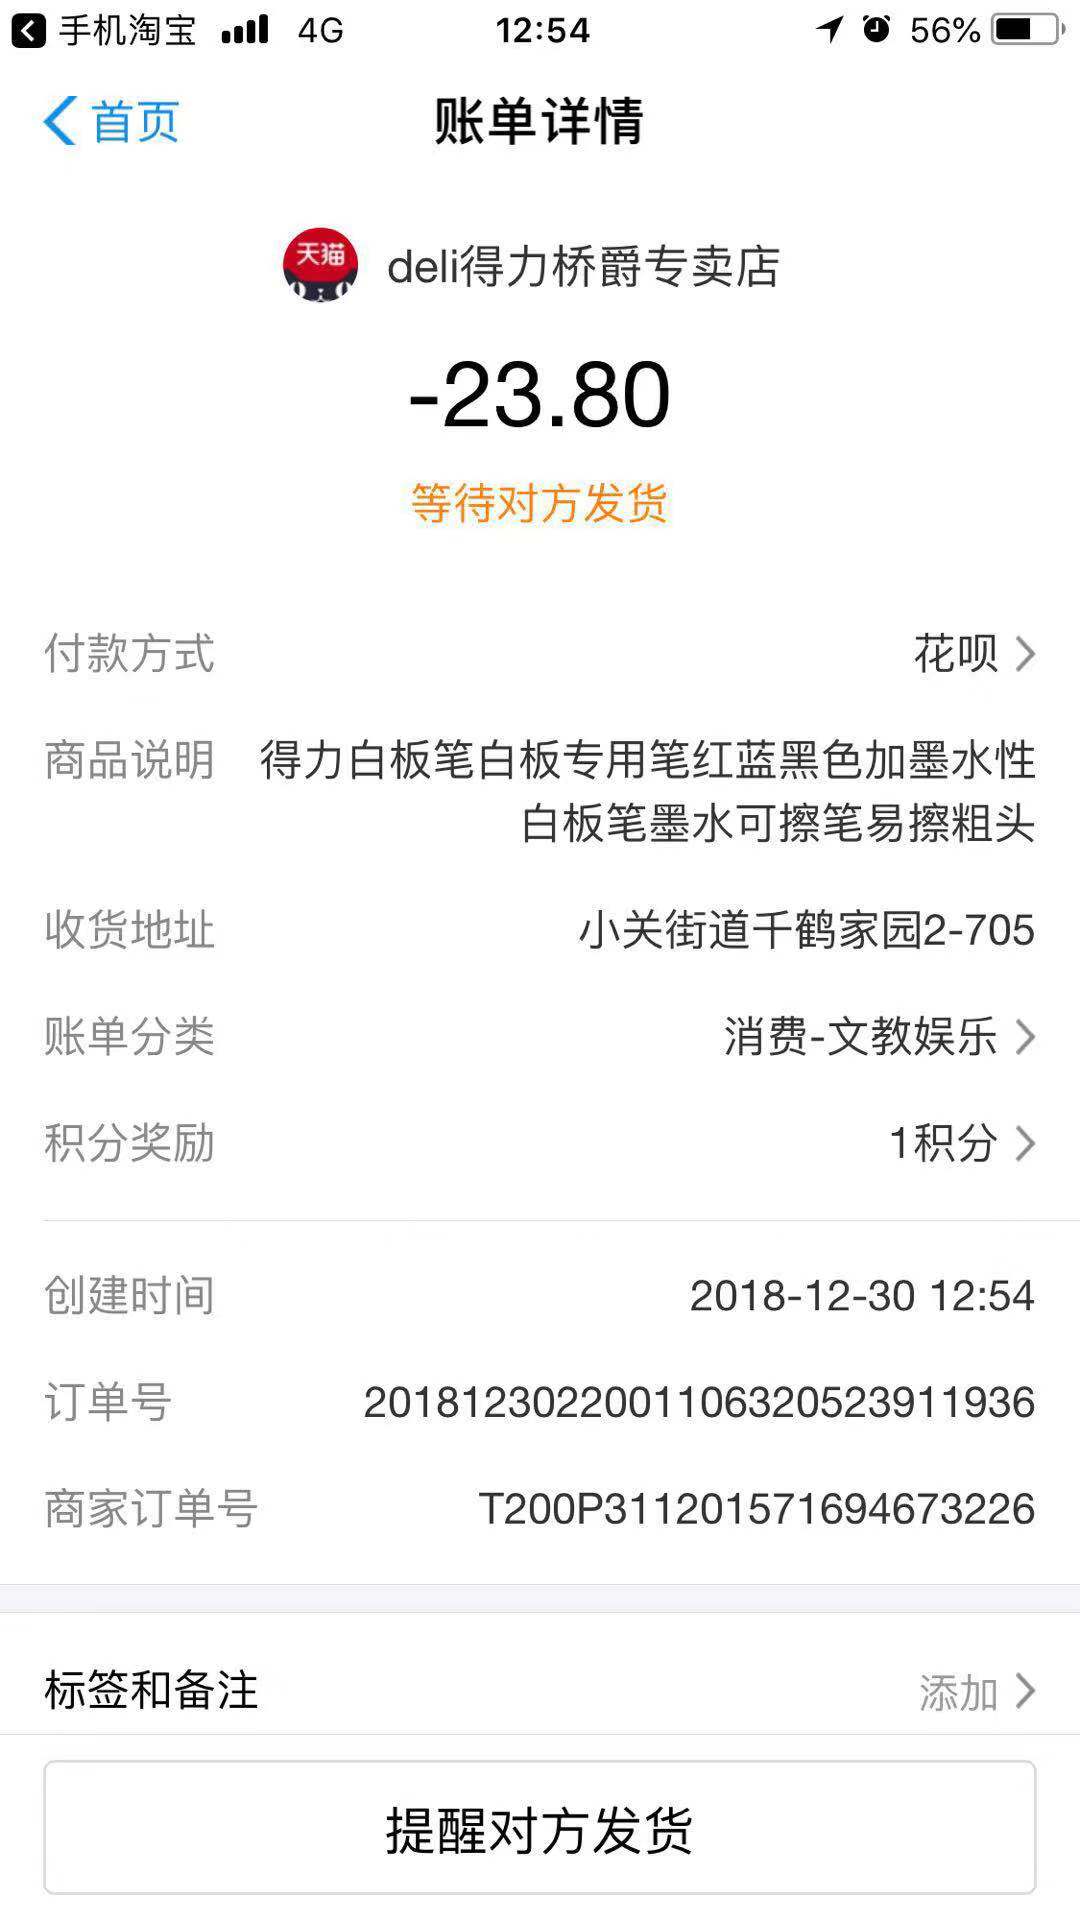 手机淘宝 4G 12:54 56%
首页 账单详情
天猫 deli得力桥爵专卖店
-23.80
等待对方发货
付款方式 花呗
商品说明 得力白板笔白板专用笔红蓝黑色加墨水性
白板笔墨水可擦笔易擦粗头
收货地址 小关街道千鹤家园2-705
账单分类 消费-文教娱乐
积分奖励 1积分
创建时间 2018-12-30 12:54
订单号 2018123022001106320523911936
商家订单号 T200P311201571694673226
标签和备注 添加
提醒对方发货